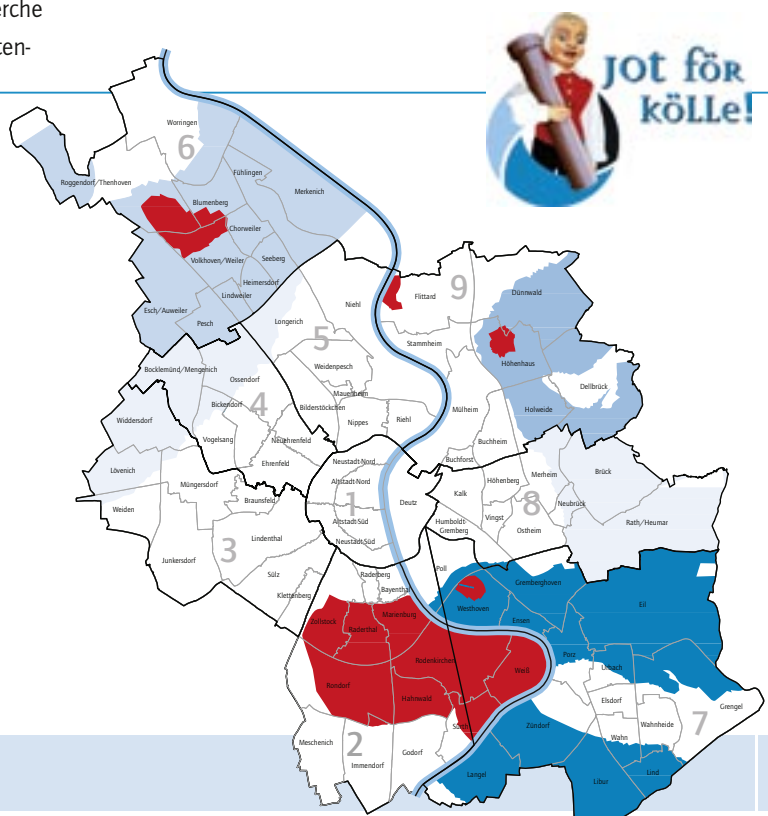 erche
ten-
JOT föR
köLLe!
Worringen
6
Roggendorf/Thenhoven
Fühlingen
Merkenich
Blumenberg
Chorweiler
Volkhoven/Weiler
Seeberg
Heimersdorf
Lindweiler
Esch/Auweiler
Pesch
Flittard
9
Dünnwald
Niehl
Longerich
5
Stammheim
Höhenhaus
Weidenpesch
Dellbrück
Bocklemünd/Mengenich
Ossendorf
Mauenheim
Bickendorf
4
Bilderstöckchen
Mülheim
Holweide
Widdersdorf
Nippes
Riehl
Vogelsang
Neuehrenfeld
Buchheim
Ehrenfeld
Neustadt-Nord
Buchforst
Lövenich
Müngersdorf
Altstadt-Nord
Höhenberg
Merheim
Brück
Weiden
Braunsfeld
1
Deutz
Kalk
8
Neubrück
Altstadt-Süd
Humboldt-
Gremberg
Vingst
Ostheim
Rath/Heumar
Lindenthal
Neustadt-Süd
3
Junkersdorf
Sülz
Raderberg
Poll
Klettenberg
Bayenthal
Gremberghoven
Zollstock
Marienburg
Westhoven
Eil
Raderthal
Ensen
Rodenkirchen
Weiß
Porz
Urbach
Rondorf
Hahnwald
Elsdorf
Grengel
Sürth
Zündorf
Wahnheide
7
Meschenich
2
Godorf
Wahn
Immendorf
Langel
Libur
Lind